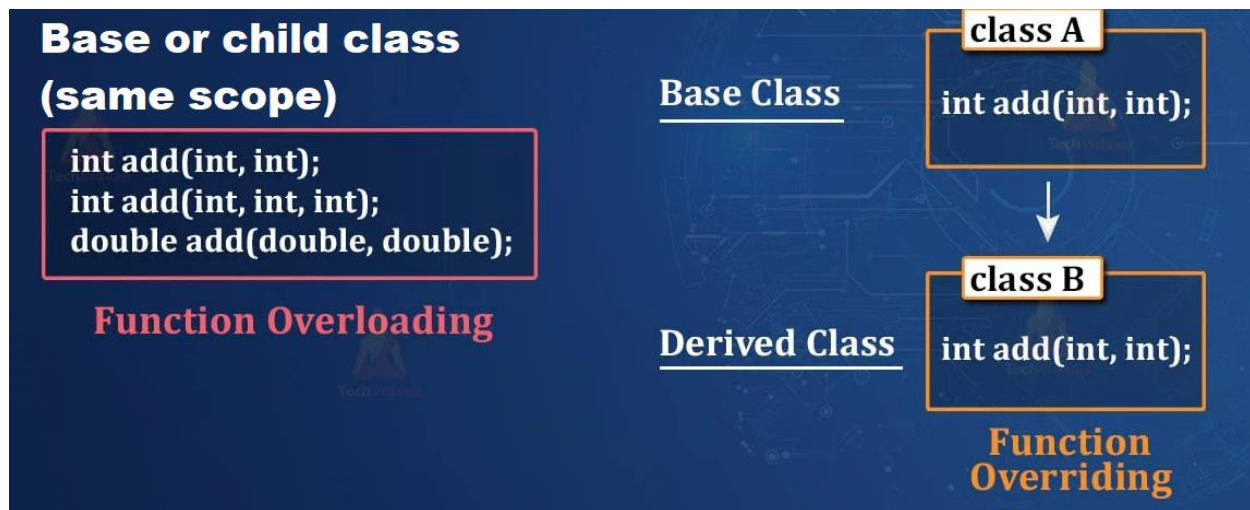 Base or child class
(same scope)
int add(int, int);
int add(int, int, int);
double add(double, double);
Function Overloading
Base Class
class A
int add(int, int);
Derived Class
class B
int add(int, int);
Function
Overriding